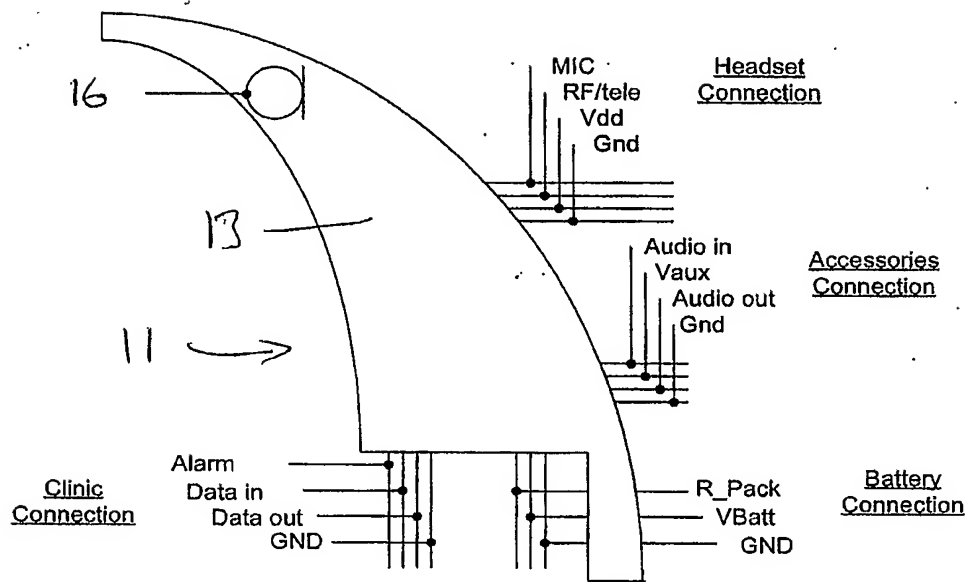 16
MIC
RF/tele
Vdd
Gnd
Headset
Connection
13
Audio in
Vaux
Audio out
Gnd
Accessories
Connection
11
Clinic
Connection
Alarm
Data in
Data out
GND
R_Pack
VBatt
GND
Battery
Connection